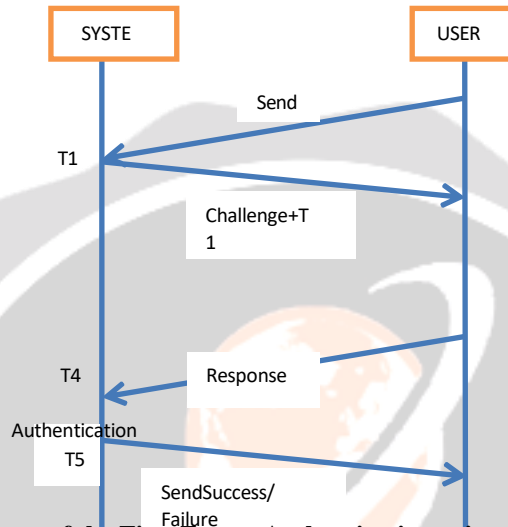 SYSTE
USER
Send
T1
Challenge+T
1
T4
Response
Authentication
T5
SendSuccess/
Failure